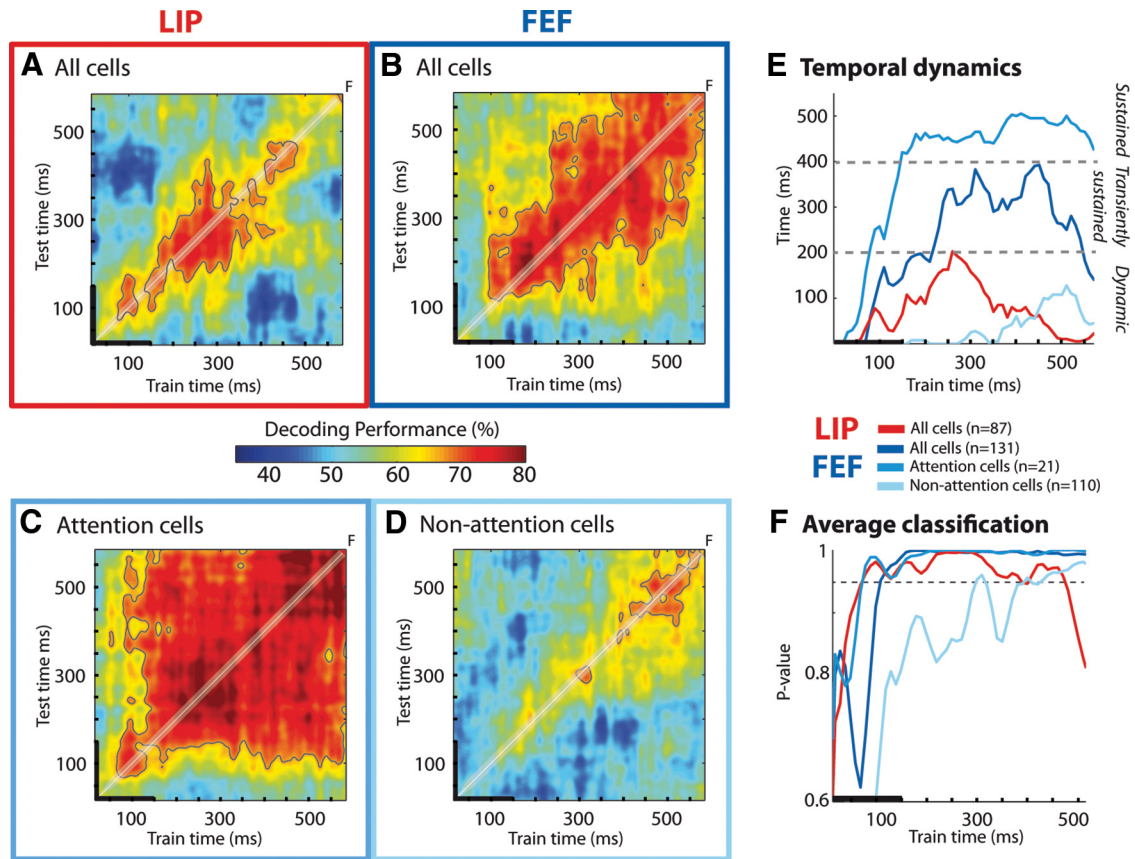 LIP
FEF
A All cells
F
500
300
100
Test time (ms)
100 300 500
Train time (ms)
B All cells
F
500
300
100
Test time (ms)
100 300 500
Train time (ms)
Decoding Performance (%)
40 50 60 70 80
C Attention cells
F
500
300
100
Test time ms)
100 300 500
Train time (ms)
D Non-attention cells
F
500
300
100
Test time (ms)
100 300 500
Train time (ms)
E Temporal dynamics
500
400
300
200
100
Time (ms)
100 300 500
Train time (ms)
Sustained
Transiently
sustained
Dynamic
LIP
FEF
All cells (n=87)
All cells (n=131)
Attention cells (n=21)
Non-attention cells (n=110)
F Average classification
1
0.8
0.6
P-value
100 300 500
Train time (ms)